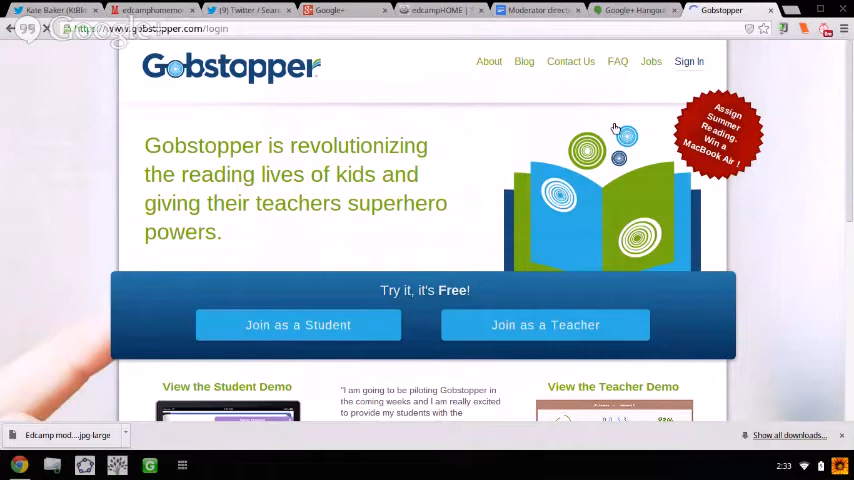 Kate Baker (KtBlm
edcamphomemo
(9) Twitter / Sear
Google+
edcampHOME |
Moderator direct
Google+ Hangout
Gobstopper
https://www.gobstopper.com/login
Google+
Gobstopper
About Blog Contact Us FAQ Jobs Sign In
Assign
Summer
Reading.
Win a
MacBook Air !
Gobstopper is revolutionizing
the reading lives of kids and
giving their teachers superhero
powers.
Try it, it's Free!
Join as a Student
Join as a Teacher
View the Student Demo
"I am going to be piloting Gobstopper in
the coming weeks and I am really excited
to provide my students with the
View the Teacher Demo
Edcamp mod....jpg-large
Show all downloads...
2:33